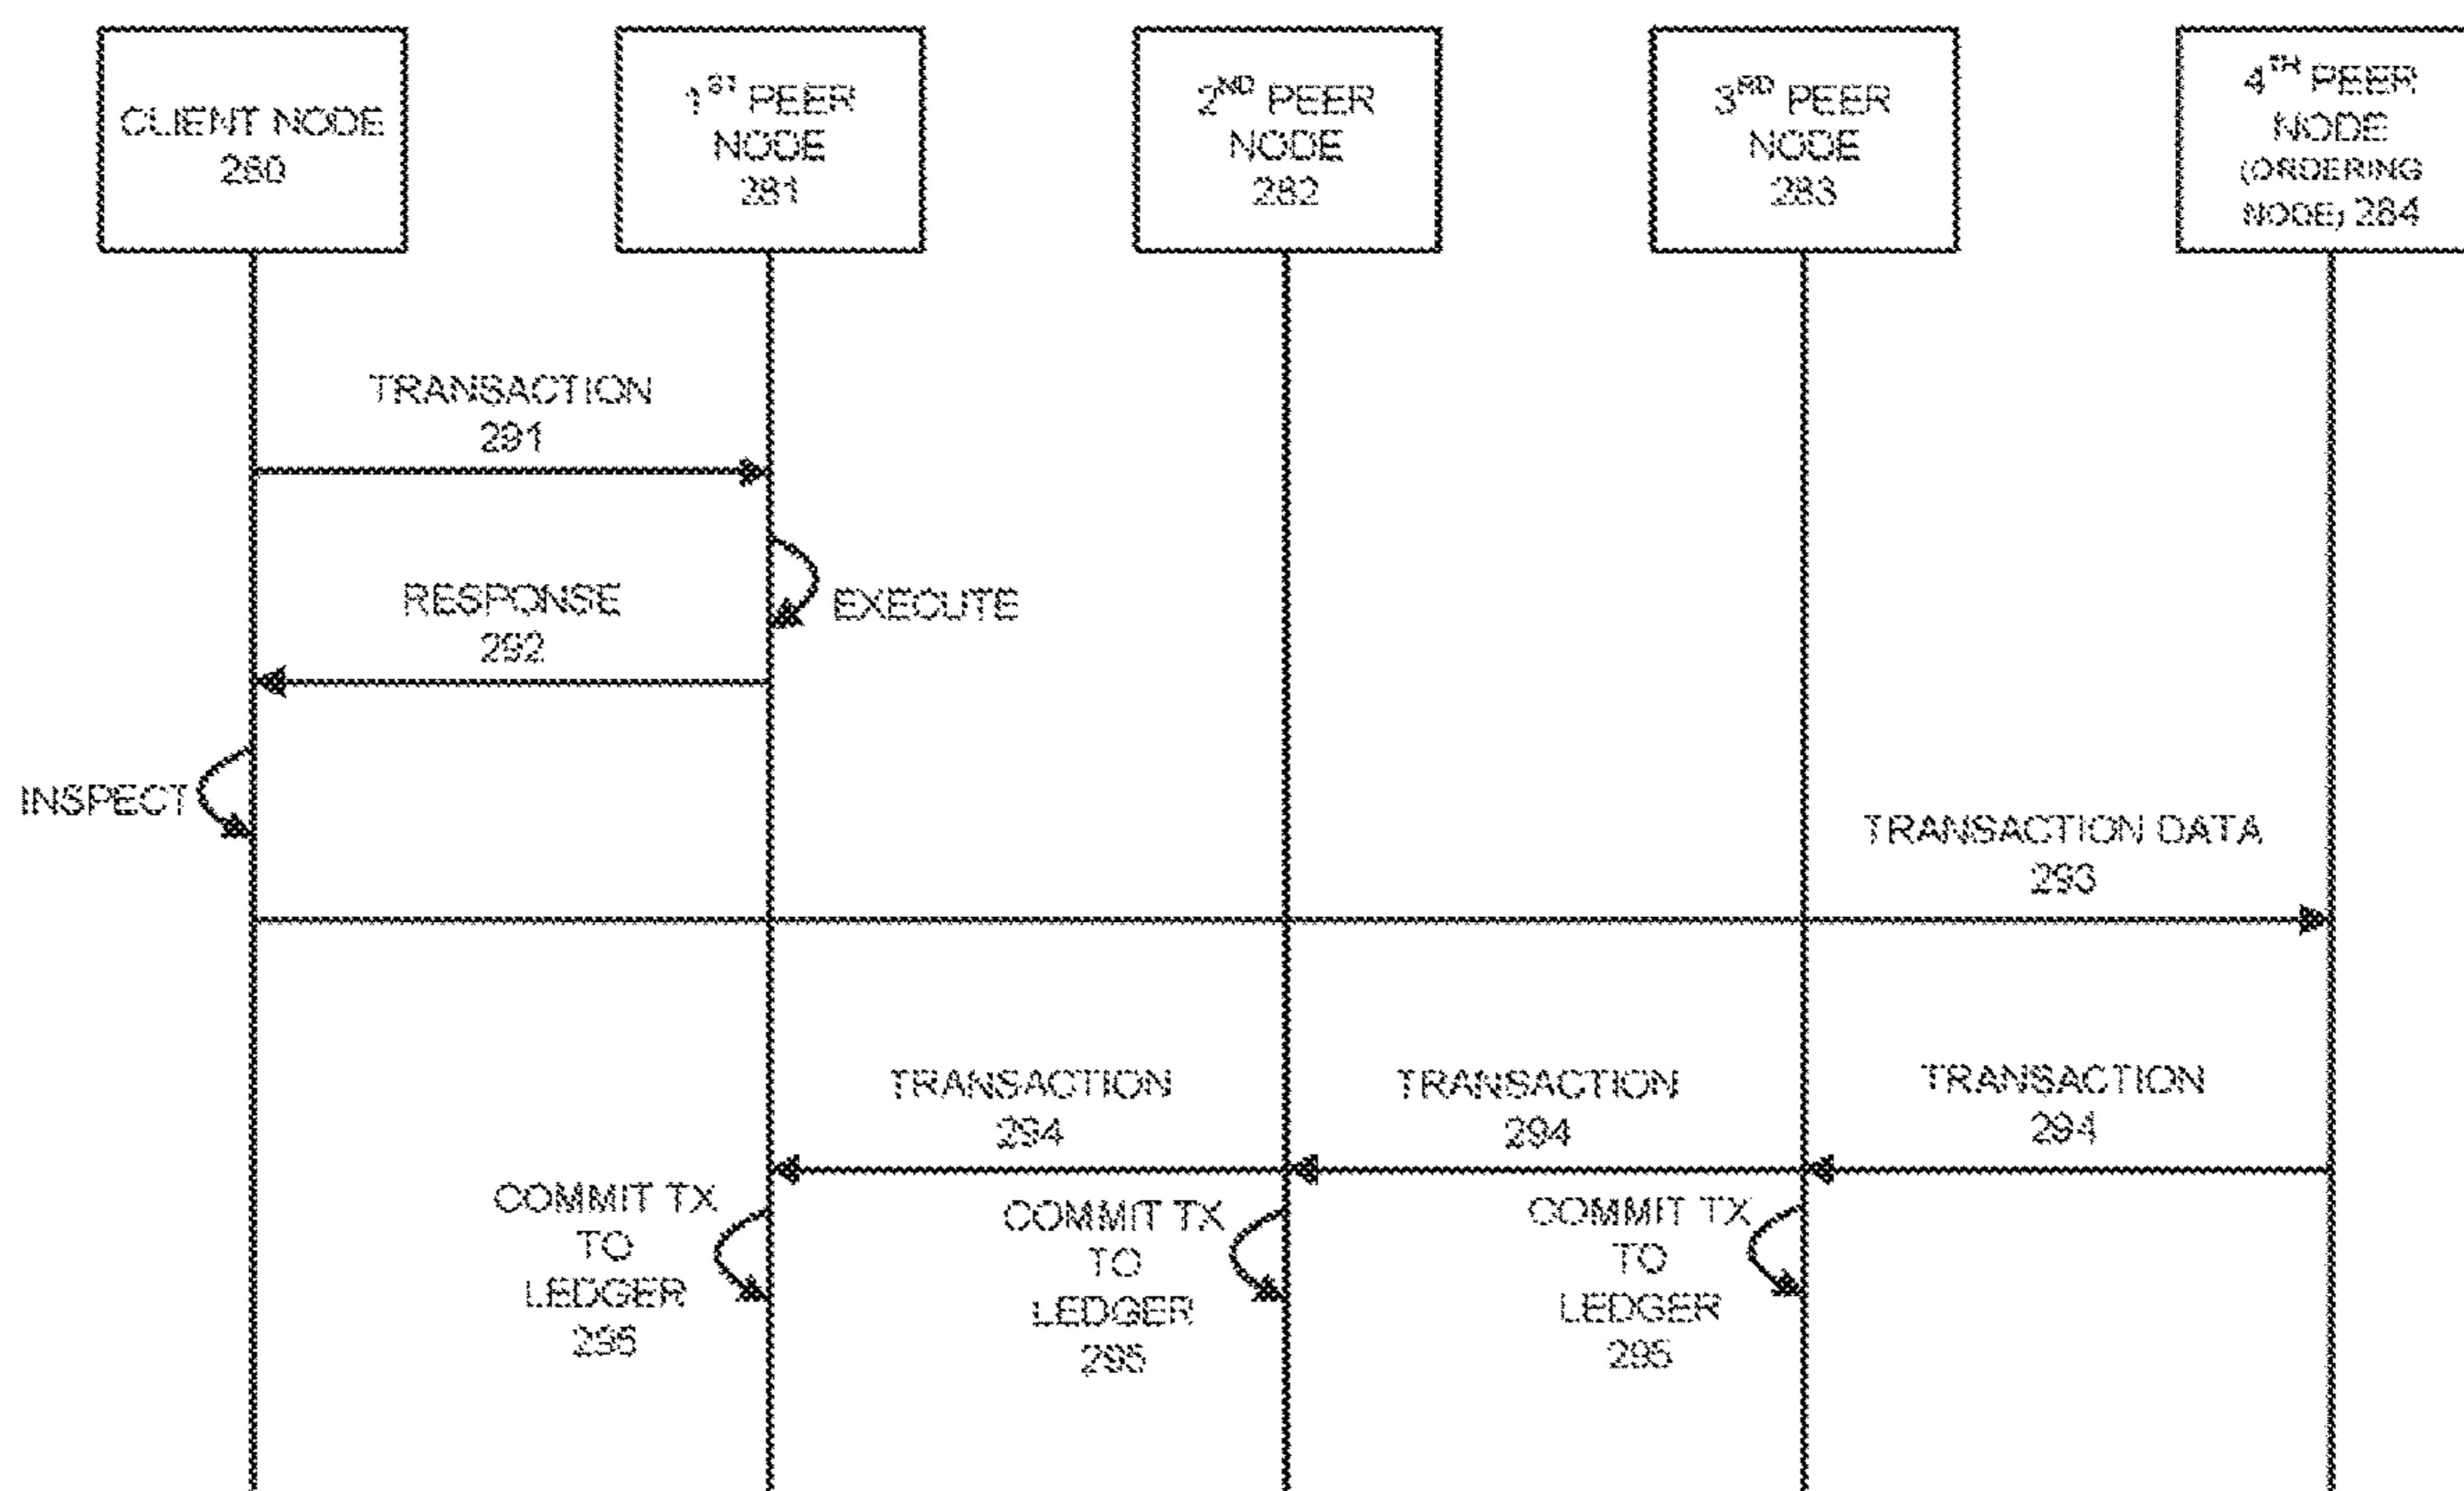 CLIENT NODE
260
1ST PEER
NODE
281
2ND PEER
NODE
282
3RD PEER
NODE
283
4TH PEER
NODE
(ORDERING
NODE) 284
TRANSACTION
291
EXECUTE
RESPONSE
292
INSPECT
TRANSACTION DATA
293
TRANSACTION
294
TRANSACTION
294
TRANSACTION
294
COMMIT TX
TO
LEDGER
295
COMMIT TX
TO
LEDGER
295
COMMIT TX
TO
LEDGER
295